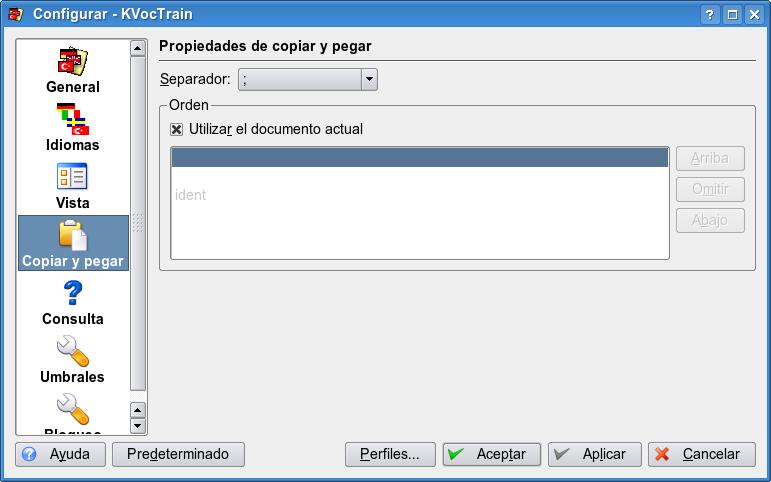 Configurar - KVocTrain
General
Idiomas
Vista
Copiar y pegar
Consulta
Umbrales
Propiedades de copiar y pegar
Separador: ;
Orden
Utilizar el documento actual
ident
Arriba
Omitir
Abajo
Ayuda
Predeterminado
Perfiles...
Aceptar
Aplicar
Cancelar